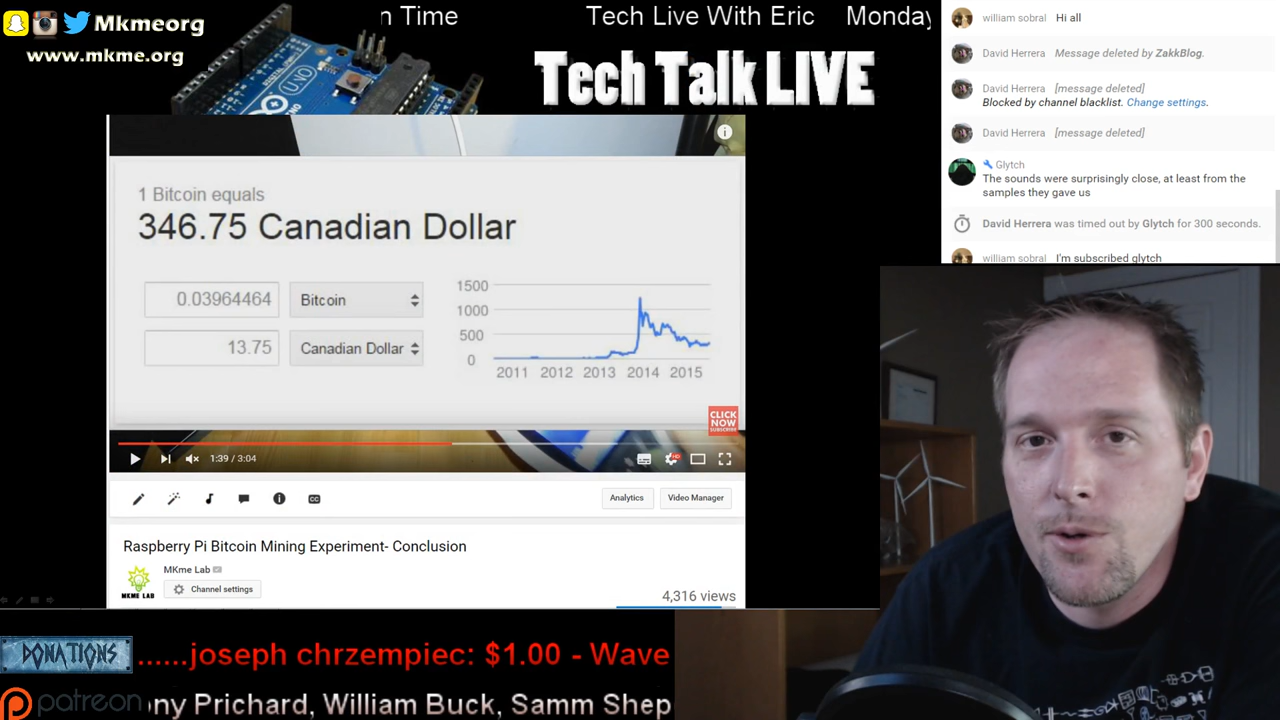 Mkmeorg
www.mkme.org
n Time Tech Live With Eric Monday
Tech Talk LIVE
UNO
1 Bitcoin equals
346.75 Canadian Dollar
0.03964464 Bitcoin
13.75 Canadian Dollar
1500
1000
500
0
2011 2012 2013 2014 2015
CLICK
NOW
SUBSCRIBE
1:39 / 3:04
HD
CC
Analytics
Video Manager
Raspberry Pi Bitcoin Mining Experiment- Conclusion
MKme Lab
MKME LAB
Channel settings
4,316 views
DONATIONS
......joseph chrzempiec: $1.00 - Wave
patreon
ny Prichard, William Buck, Samm Shep
william sobral Hi all
David Herrera Message deleted by ZakkBlog.
David Herrera [message deleted]
Blocked by channel blacklist. Change settings.
David Herrera [message deleted]
Glytch
The sounds were surprisingly close, at least from the
samples they gave us
David Herrera was timed out by Glytch for 300 seconds.
william sobral I'm subscribed glytch